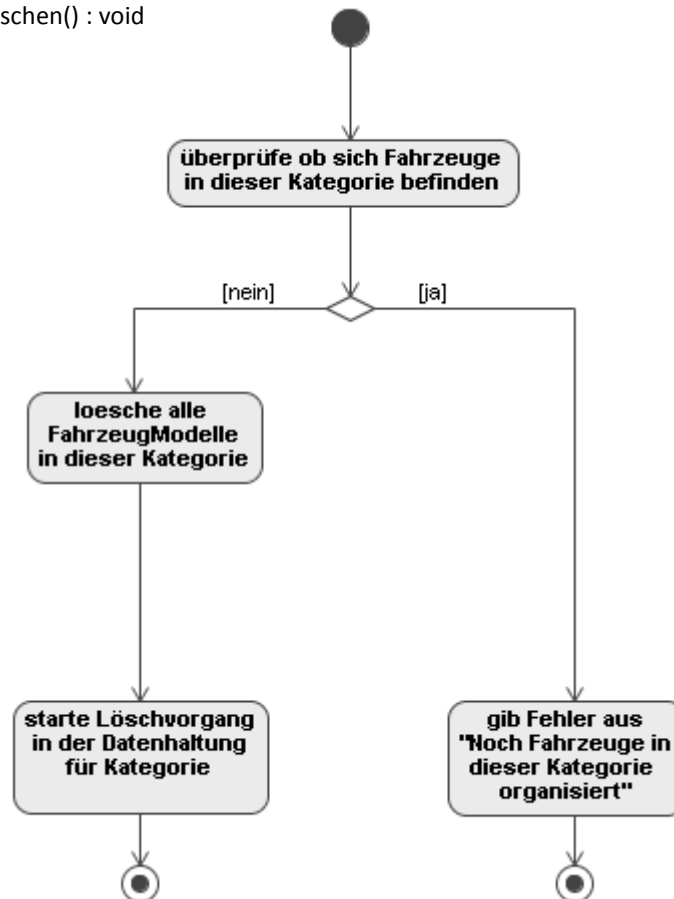 schen() : void
überprüfe ob sich Fahrzeuge
in dieser Kategorie befinden
[nein]
[ja]
loesche alle
FahrzeugModelle
in dieser Kategorie
starte Löschvorgang
in der Datenhaltung
für Kategorie
gib Fehler aus
"Noch Fahrzeuge in
dieser Kategorie
organisiert"